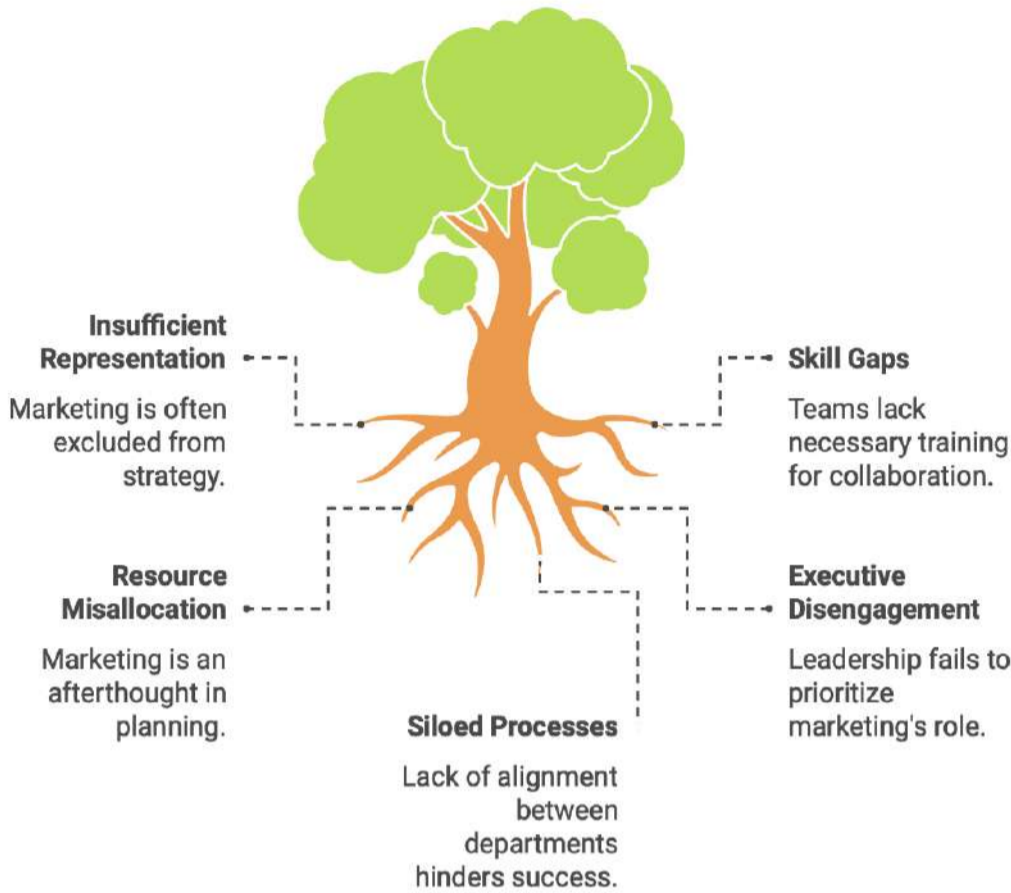 Insufficient
Representation
Marketing is often
excluded from
strategy.
Skill Gaps
Teams lack
necessary training
for collaboration.
Resource
Misallocation
Marketing is an
afterthought in
planning.
Executive
Disengagement
Leadership fails to
prioritize
marketing's role.
Siloed Processes
Lack of alignment
between
departments
hinders success.